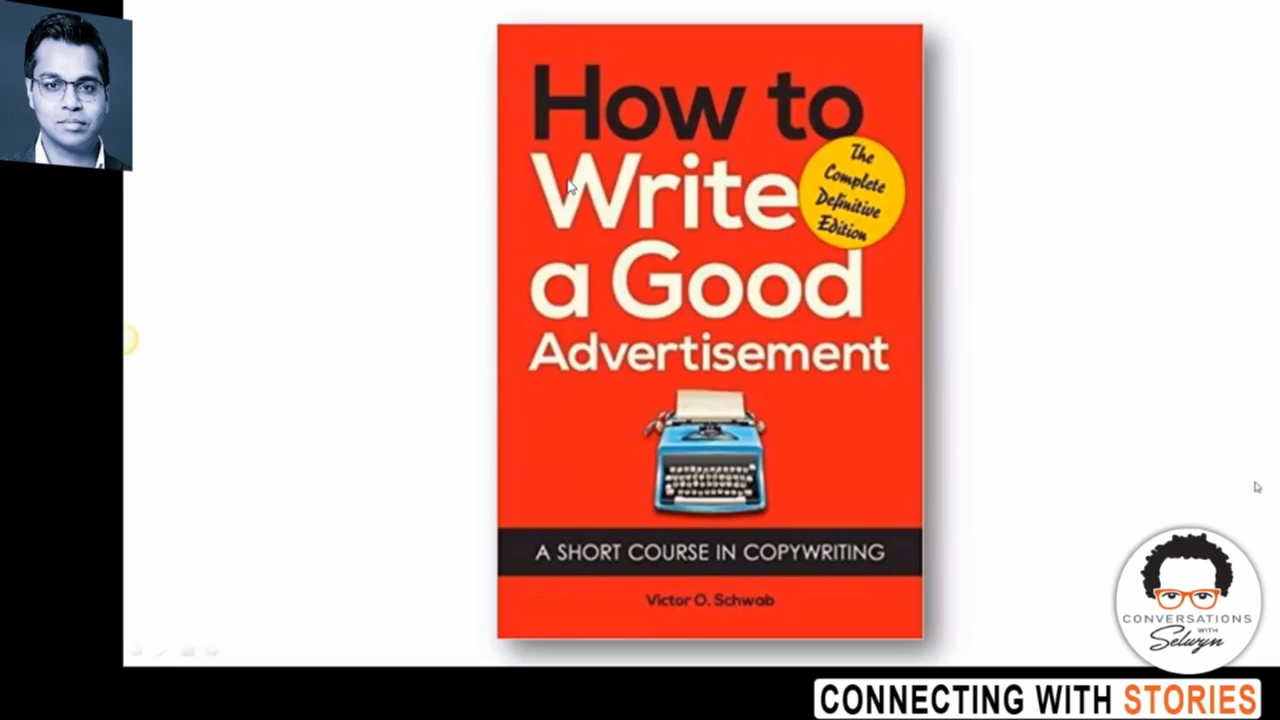 How to
Write
a Good
Advertisement
The
Complete
Definitive
Edition
A SHORT COURSE IN COPYWRITING
Victor O. Schwab
CONVERSATIONS
WITH
Selwyn
CONNECTING WITH STORIES